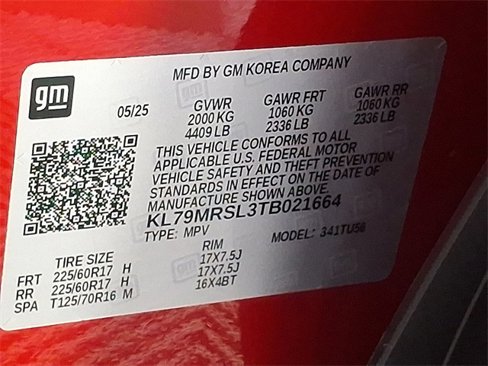 gm
MFD BY GM KOREA COMPANY
05/25 GVWR GAWR FRT GAWR RR
2000 KG 1060 KG 1060 KG
4409 LB 2336 LB 2336 LB
THIS VEHICLE CONFORMS TO ALL
APPLICABLE U.S. FEDERAL MOTOR
VEHICLE SAFETY AND THEFT PREVENTION
STANDARDS IN EFFECT ON THE DATE OF
MANUFACTURE SHOWN ABOVE.
KL79MRSL3TB021664
TYPE: MPV MODEL: 341TU56
TIRE SIZE RIM
FRT 225/60R17 H 17X7.5J
RR 225/60R17 H 17X7.5J
SPA T125/70R16 M 16X4BT